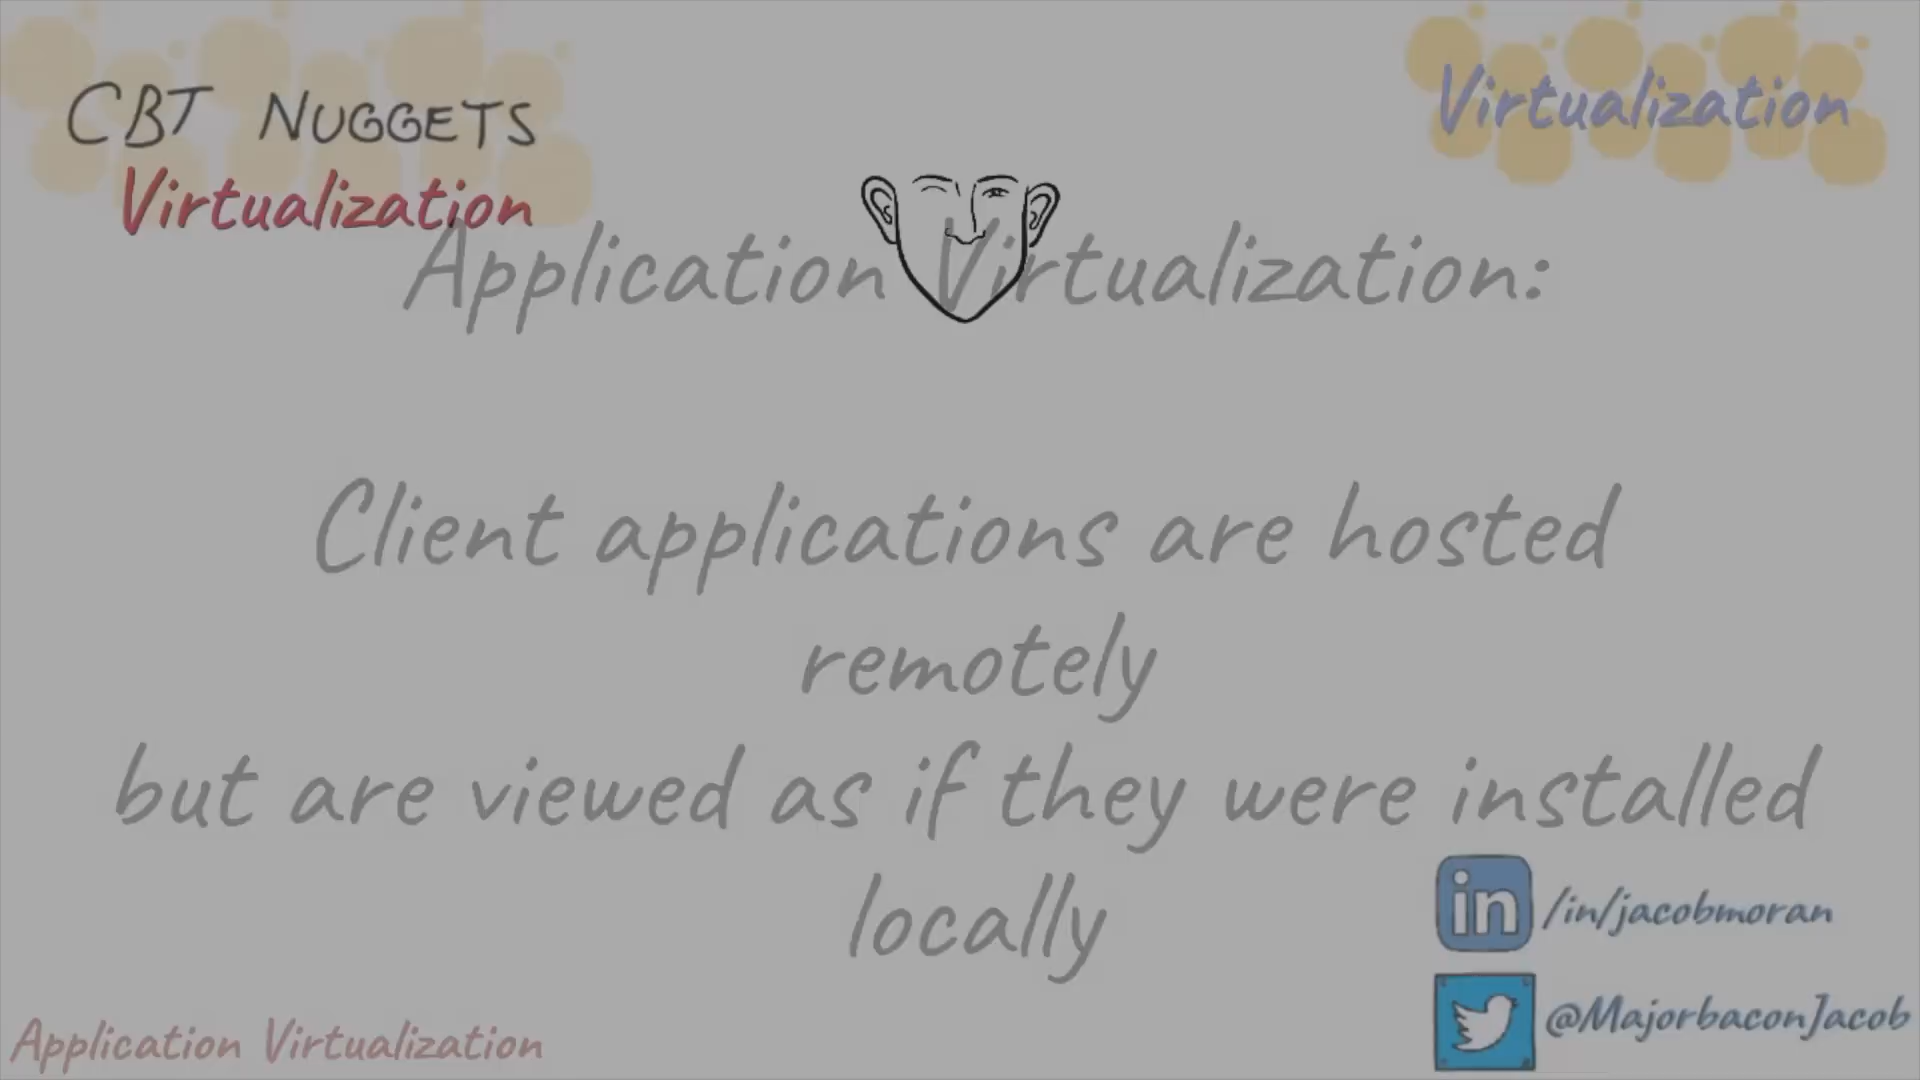 CBT NUGGETS
Virtualization
Virtualization
Application Virtualization:
Client applications are hosted
remotely
but are viewed as if they were installed
locally
in /in/jacobmoran
@MajorbaconJacob
Application Virtualization